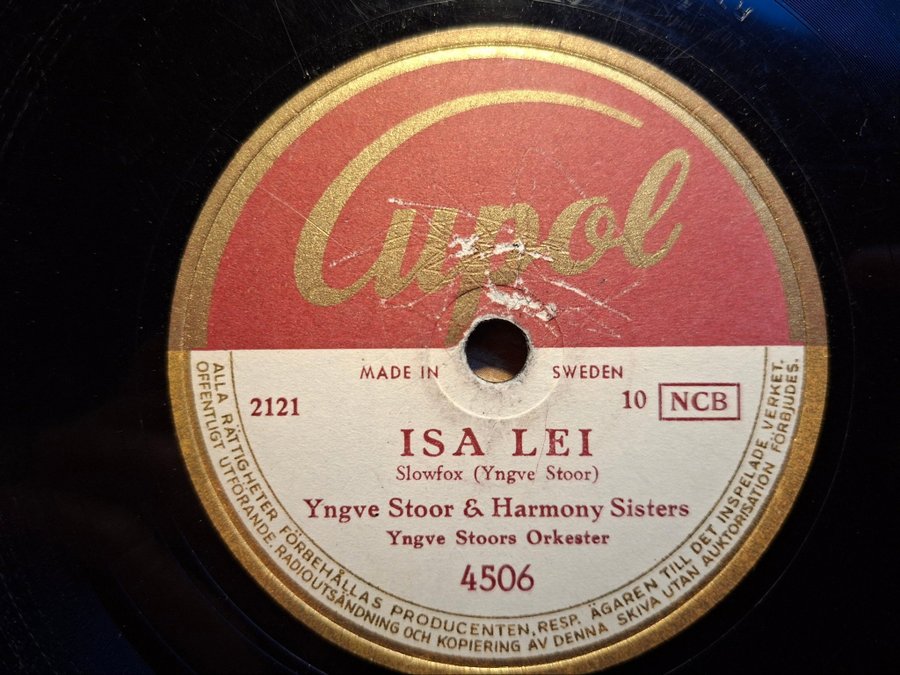 Cupol
MADE IN SWEDEN
2121
10 NCB
ISA LEI
Slowfox (Yngve Stoor)
Yngve Stoor & Harmony Sisters
Yngve Stoors Orkester
4506
ALLA RÄTTIGHETER FÖRBEHÅLLAS PRODUCENTEN, RESP. ÄGAREN TILL DET INSPELADE VERKET.
OFFENTLIGT UTFÖRANDE. RADIOUTSÄNDNING OCH KOPIERING AV DENNA SKIVA UTAN AUKTORISATION FÖRBJUDES.